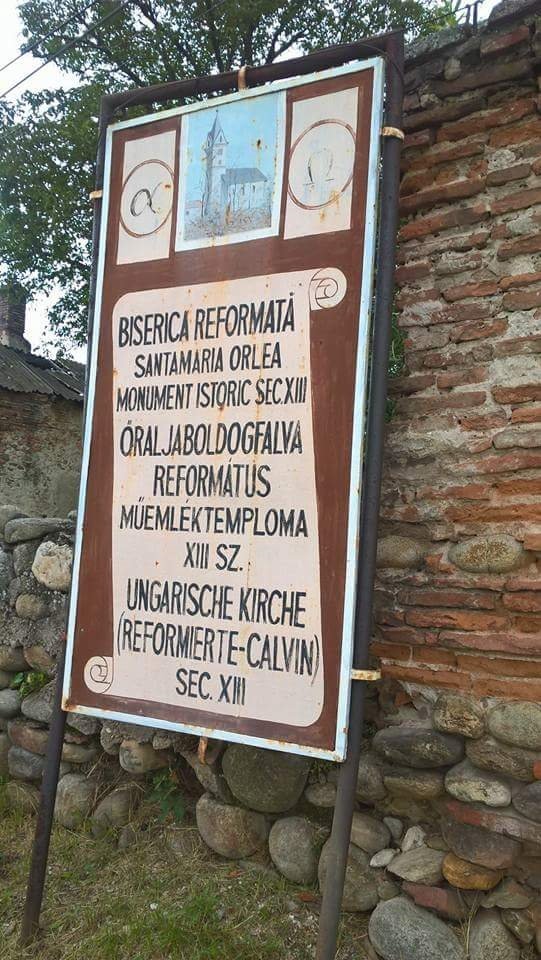 α Ω
BISERICA REFORMATĂ
SANTAMARIA ORLEA
MONUMENT ISTORIC SEC.XIII
ŐRALJABOLDOGFALVA
REFORMÁTUS
MŰEMLÉKTEMPLOMA
XIII SZ.
UNGARISCHE KIRCHE
(REFORMIERTE-CALVIN)
SEC. XIII